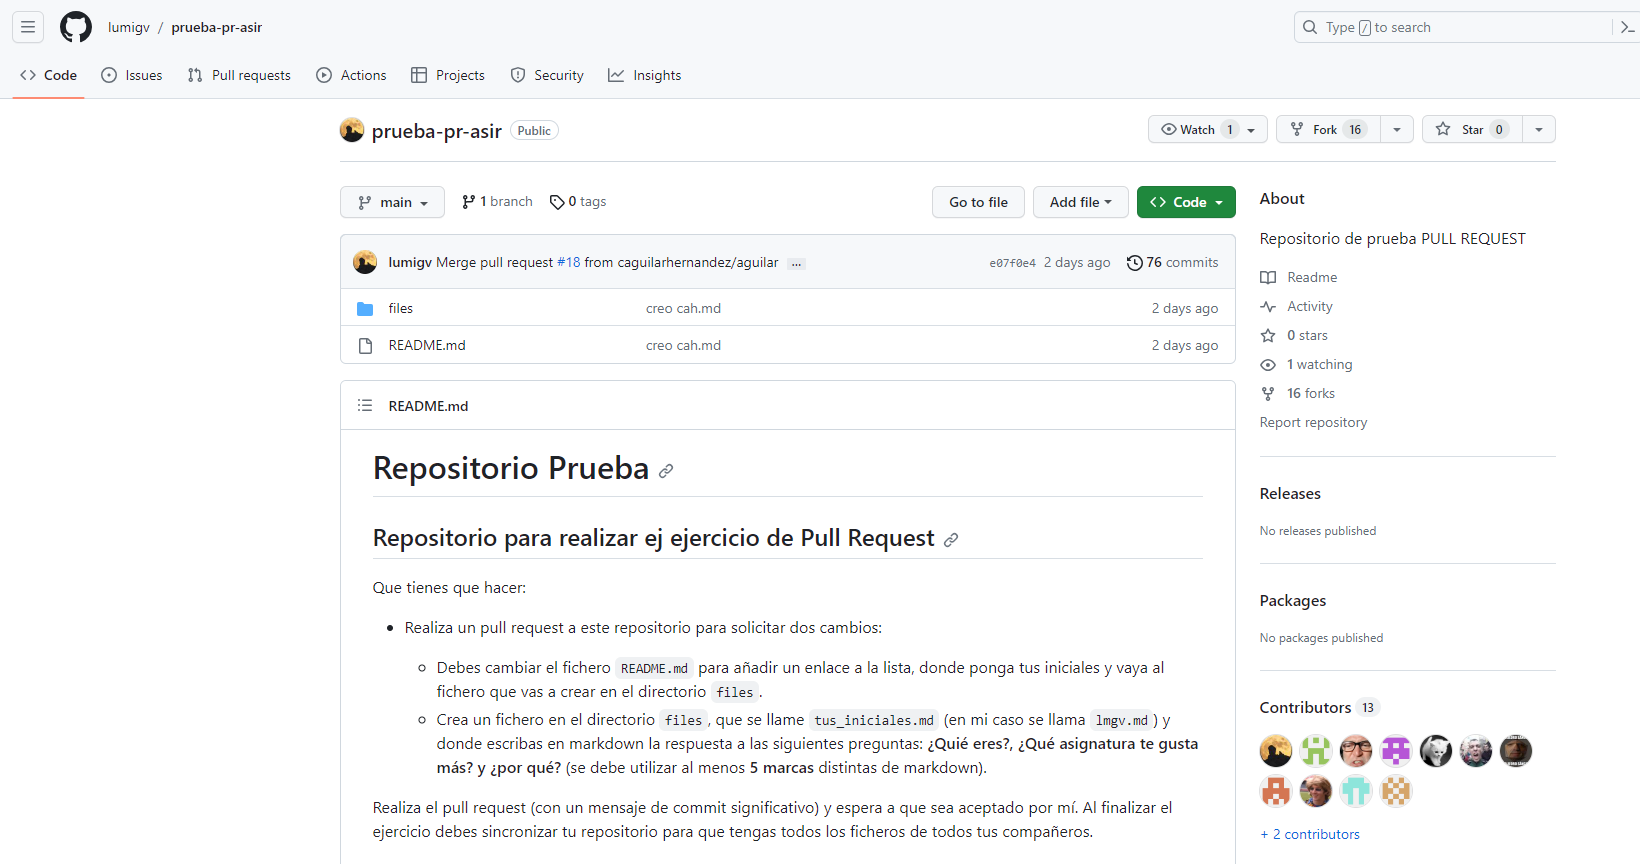 lumigv / prueba-pr-asir
Type / to search
Code Issues Pull requests Actions Projects Security Insights
prueba-pr-asir Public
Watch 1 Fork 16 Star 0
main 1 branch 0 tags Go to file Add file Code
lumigv Merge pull request #18 from caguilarhernandez/aguilar ... e07f0e4 2 days ago 76 commits
files creo cah.md 2 days ago
README.md creo cah.md 2 days ago
README.md
Repositorio Prueba
Repositorio para realizar ej ejercicio de Pull Request
Que tienes que hacer:
Realiza un pull request a este repositorio para solicitar dos cambios:
Debes cambiar el fichero README.md para añadir un enlace a la lista, donde ponga tus iniciales y vaya al
fichero que vas a crear en el directorio files.
Crea un fichero en el directorio files, que se llame tus_iniciales.md (en mi caso se llama lmgv.md) y
donde escribas en markdown la respuesta a las siguientes preguntas: ¿Quié eres?, ¿Qué asignatura te gusta
más? y ¿por qué? (se debe utilizar al menos 5 marcas distintas de markdown).
Realiza el pull request (con un mensaje de commit significativo) y espera a que sea aceptado por mí. Al finalizar el
ejercicio debes sincronizar tu repositorio para que tengas todos los ficheros de todos tus compañeros.
About
Repositorio de prueba PULL REQUEST
Readme
Activity
0 stars
1 watching
16 forks
Report repository
Releases
No releases published
Packages
No packages published
Contributors 13
+ 2 contributors